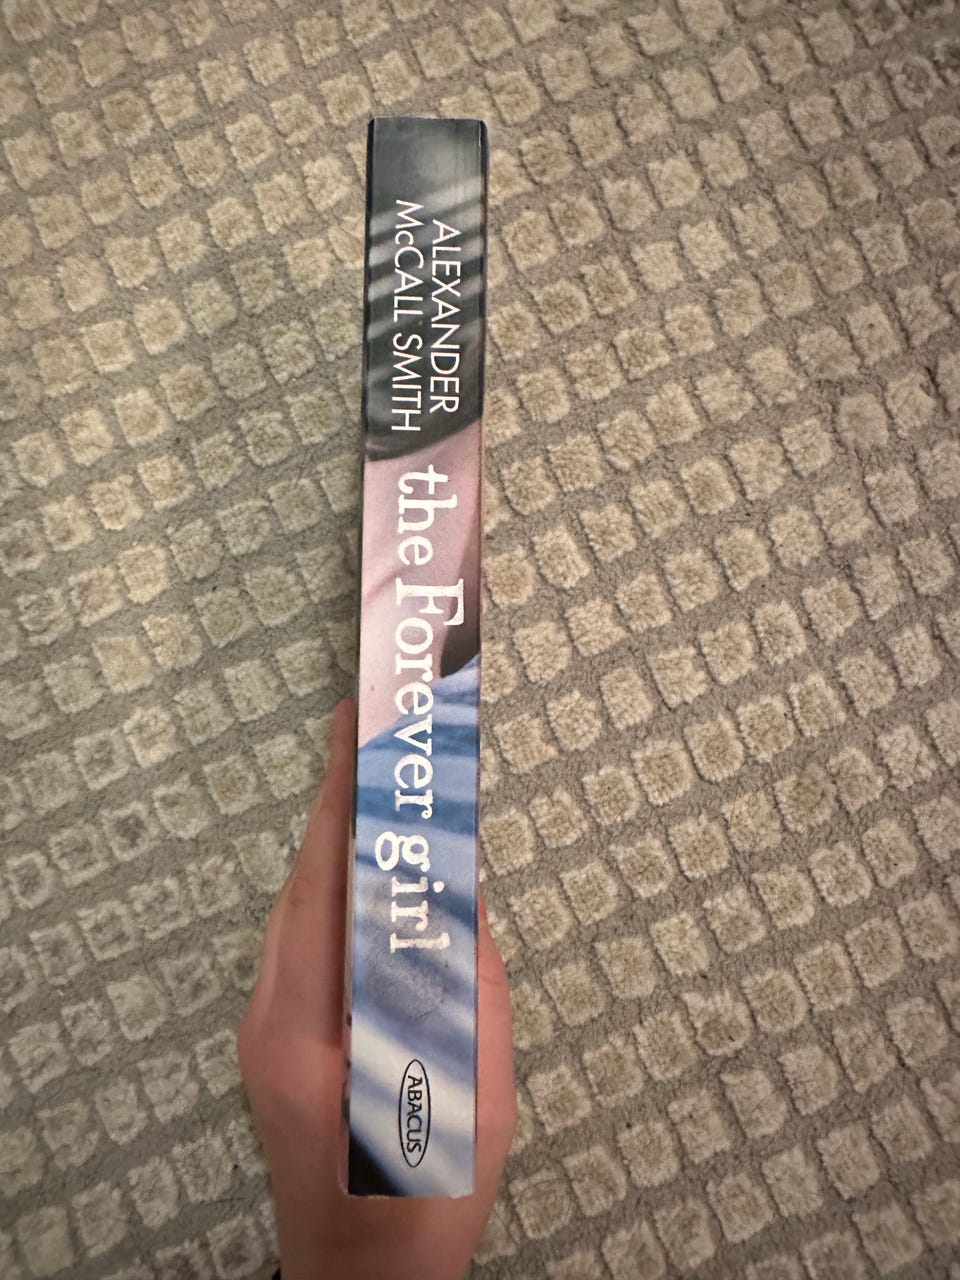 ALEXANDER
McCALL SMITH
the Forever girl
ABACUS